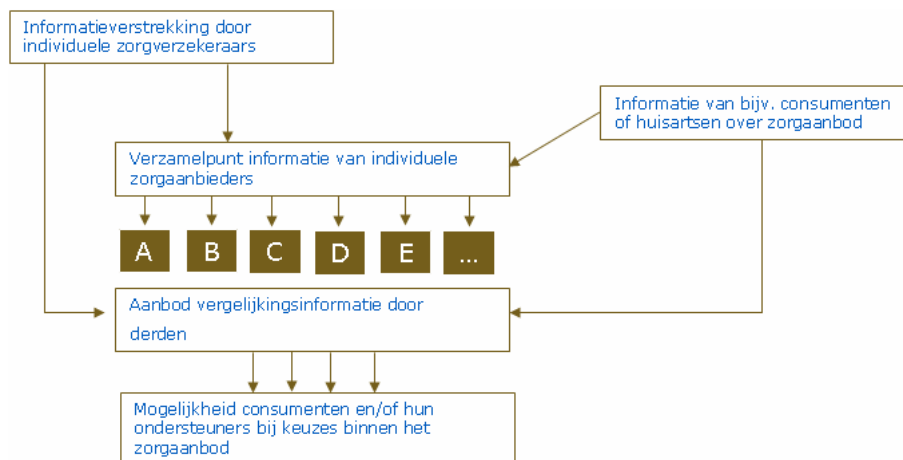 Informatieverstrekking door
individuele zorgverzekeraars
Informatie van bijv. consumenten
of huisartsen over zorgaanbod
Verzamelpunt informatie van individuele
zorgaanbieders
A B C D E ...
Aanbod vergelijkingsinformatie door
derden
Mogelijkheid consumenten en/of hun
ondersteuners bij keuzes binnen het
zorgaanbod